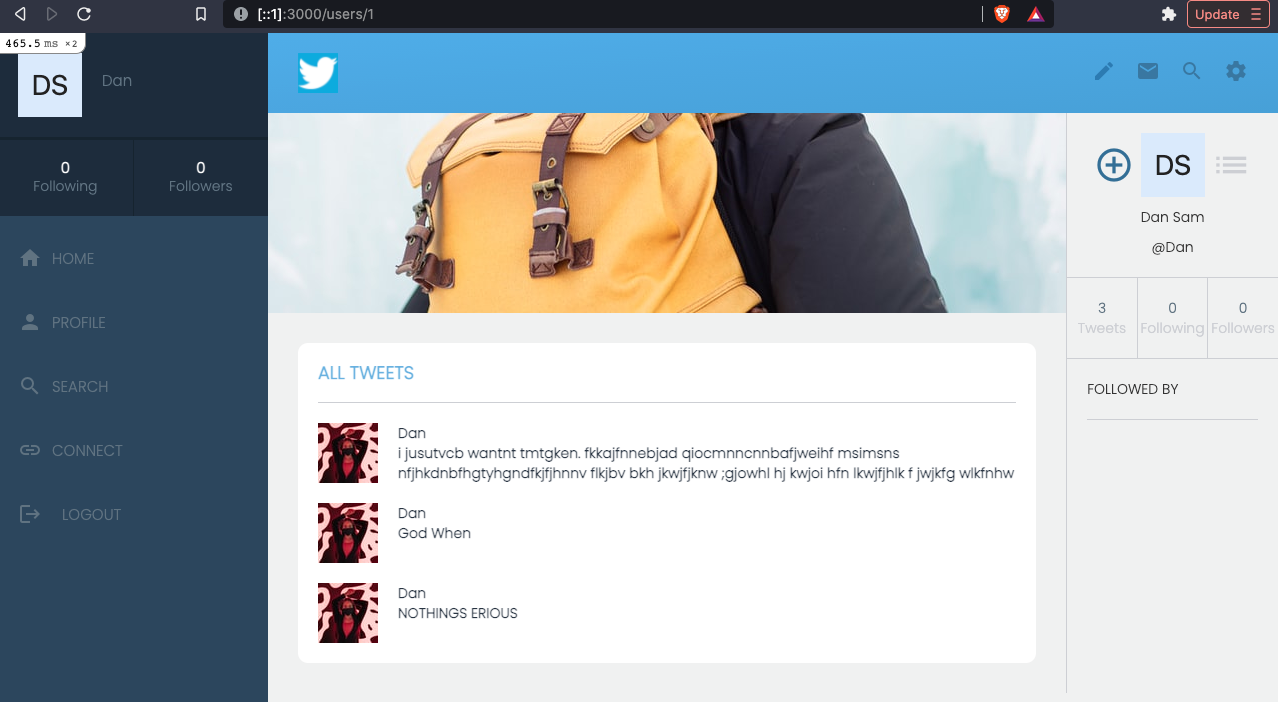 [::1]:3000/users/1
Update
465.5 ms ×2
DS
Dan
0
Following
0
Followers
HOME
PROFILE
SEARCH
CONNECT
LOGOUT
ALL TWEETS
Dan
i jusutvcb wantnt tmtgken. fkkajfnnebjad qiocmnncnnbafjweihf msimsns
nfjhkdnbfhgtyhgndfkjfjhnnv flkjbv bkh jkwjfjknw ;gjowhl hj kwjoi hfn lkwjfjhlk f jwjkfg wlkfnhw
Dan
God When
Dan
NOTHINGS ERIOUS
DS
Dan Sam
@Dan
3
Tweets
0
Following
0
Followers
FOLLOWED BY